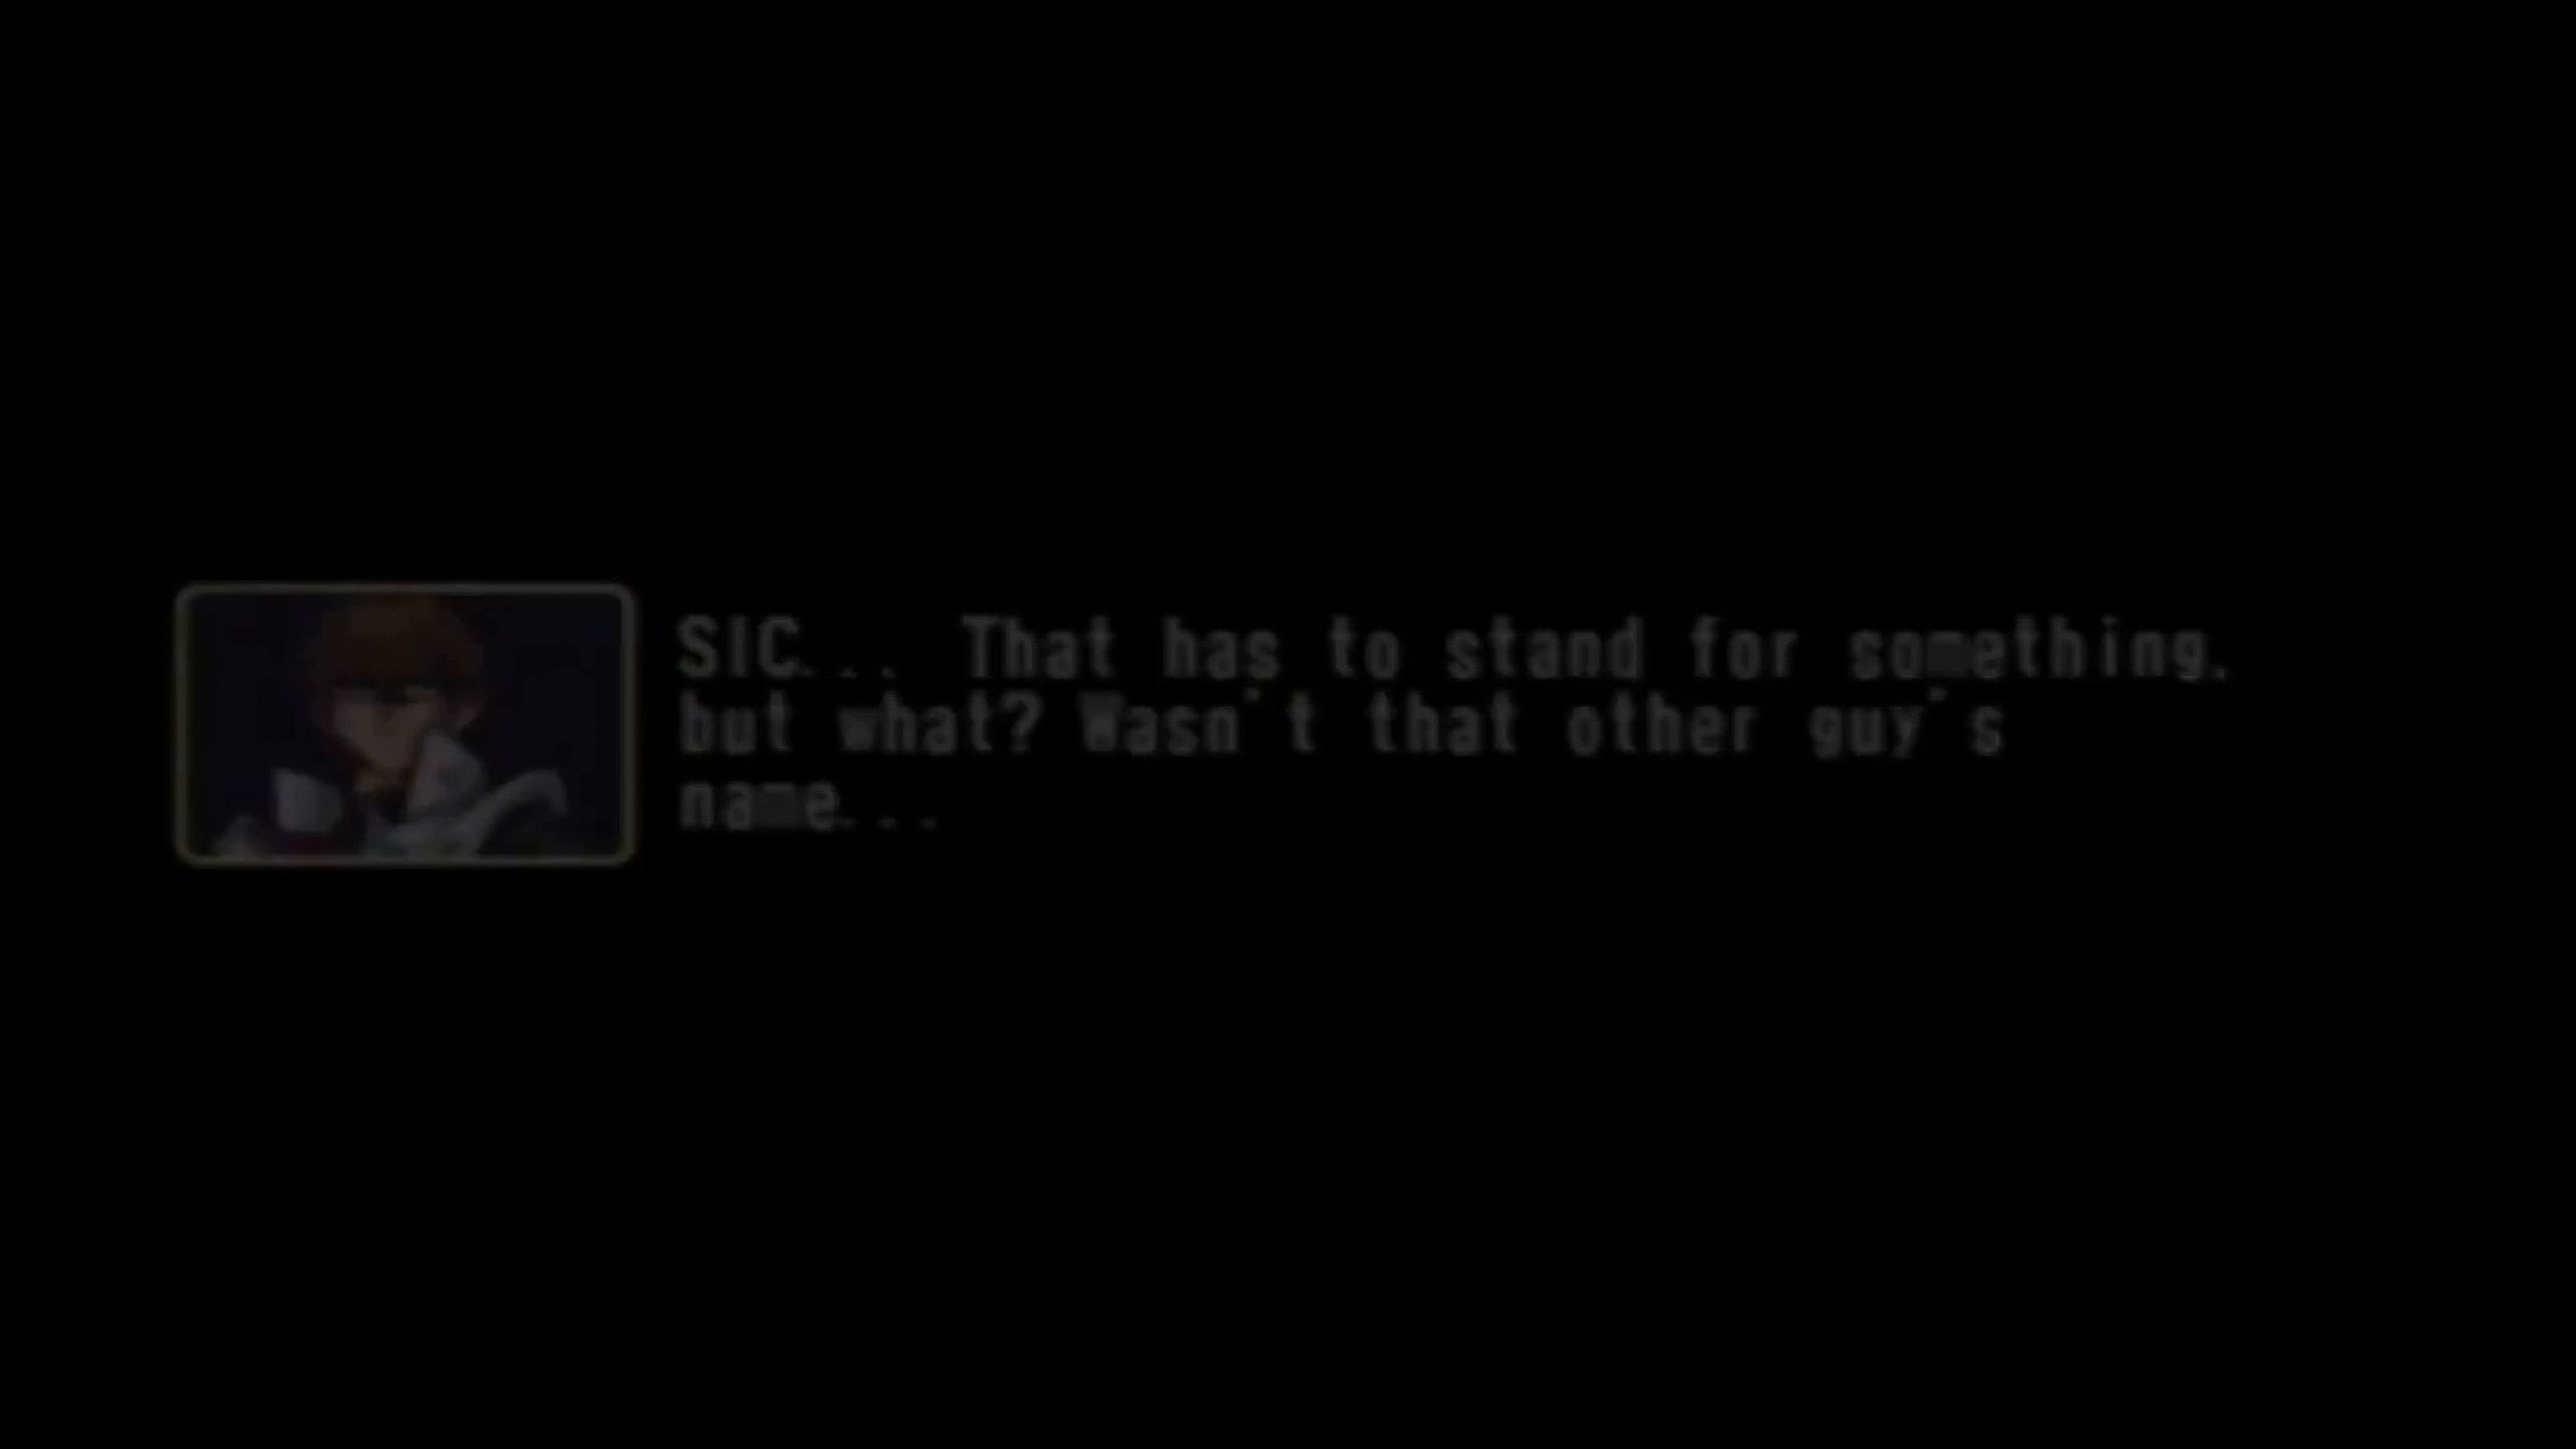 SIC... That has to stand for something,
but what? Wasn't that other guy's
name...